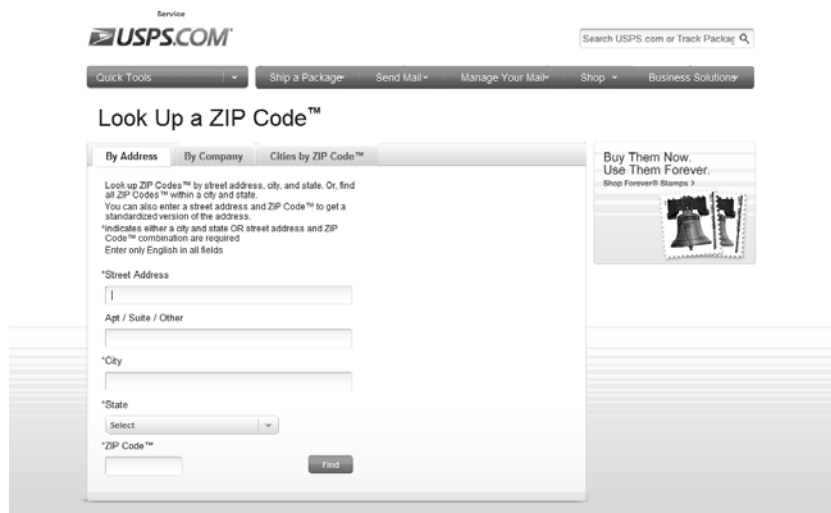 Service
USPS.COM
Search USPS.com or Track Packag
Quick Tools
Ship a Package
Send Mail
Manage Your Mail
Shop
Business Solutions
Look Up a ZIP Code™
By Address
By Company
Cities by ZIP Code™
Look up ZIP Codes™ by street address, city, and state. Or, find
all ZIP Codes™ within a city and state.
You can also enter a street address and ZIP Code™ to get a
standardized version of the address.
*indicates either a city and state OR street address and ZIP
Code™ combination are required
Enter only English in all fields
*Street Address
Apt / Suite / Other
*City
*State
Select
*ZIP Code™
Find
Buy Them Now.
Use Them Forever.
Shop Forever® Stamps >